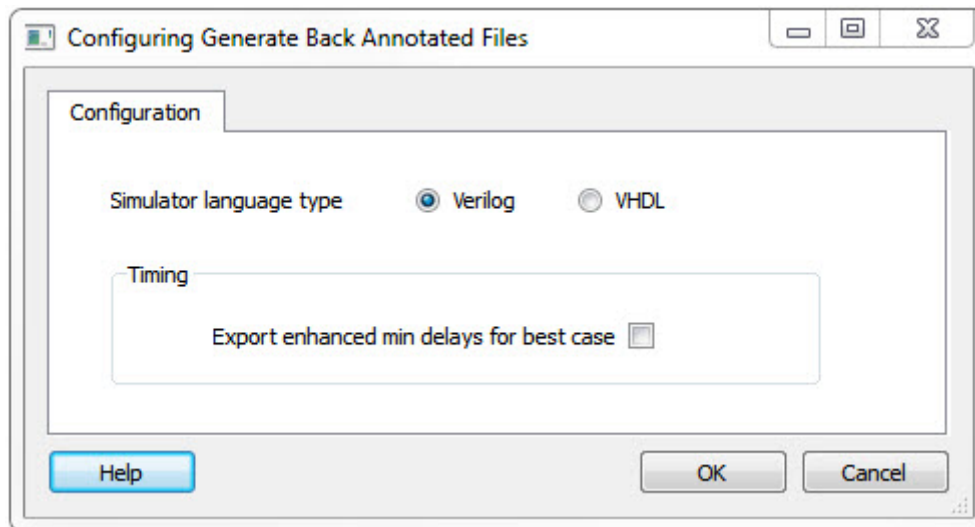 Configuring Generate Back Annotated Files
Configuration
Simulator language type Verilog VHDL
Timing
Export enhanced min delays for best case
Help OK Cancel